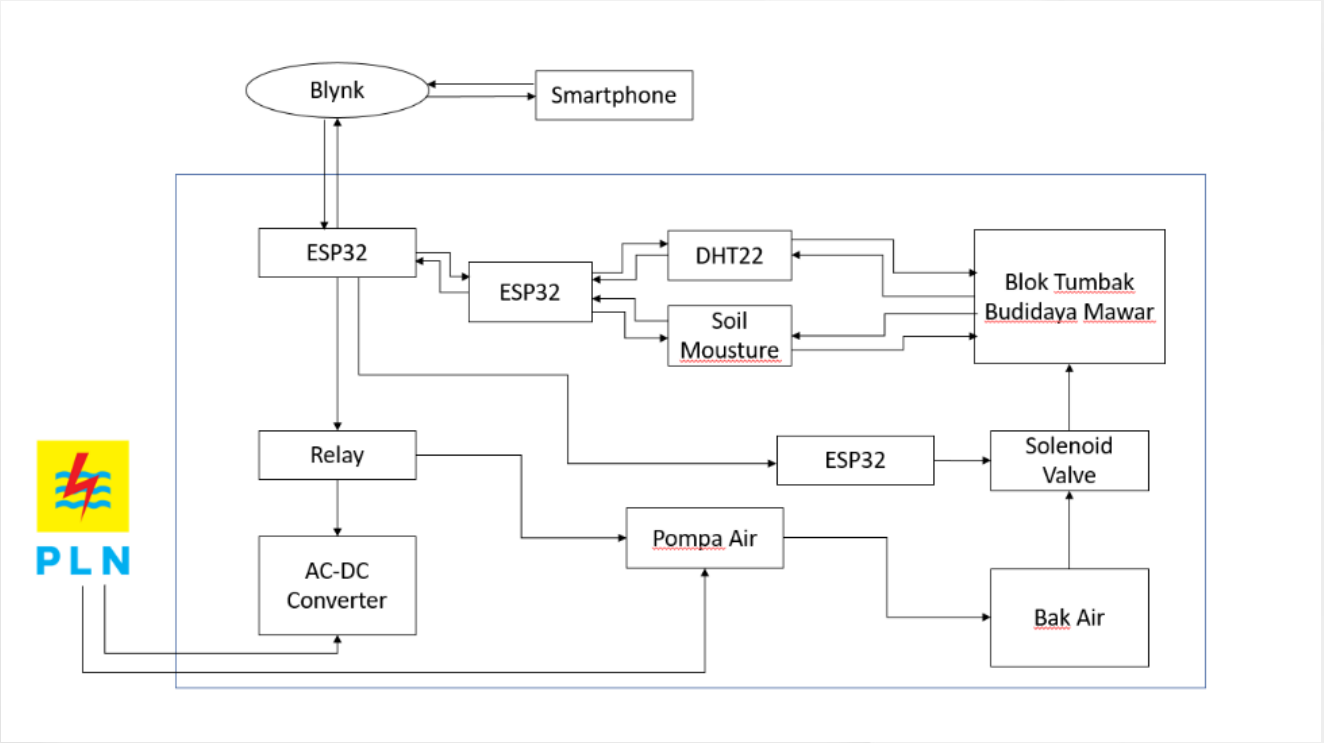 Blynk
Smartphone
ESP32
ESP32
DHT22
Soil
Mousture
Blok Tumbak
Budidaya Mawar
Relay
ESP32
Solenoid
Valve
PLN
AC-DC
Converter
Pompa Air
Bak Air